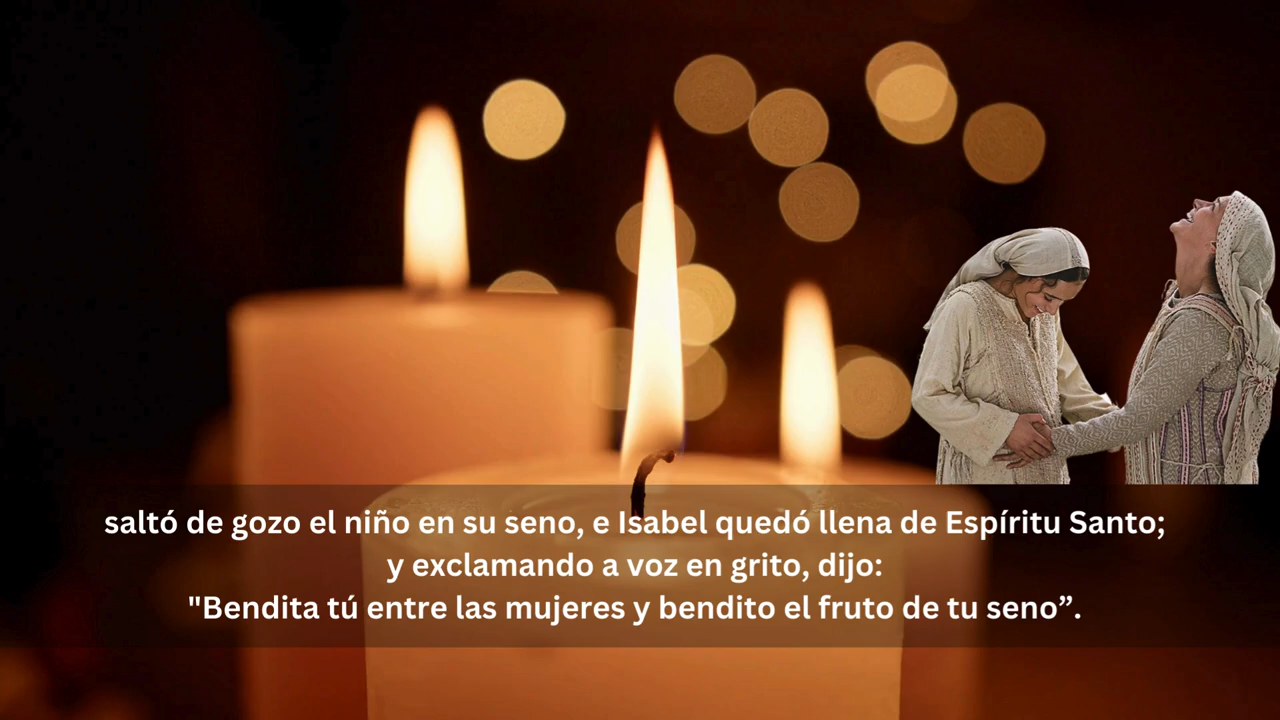 saltó de gozo el niño en su seno, e Isabel quedó llena de Espíritu Santo;
y exclamando a voz en grito, dijo:
"Bendita tú entre las mujeres y bendito el fruto de tu seno”.